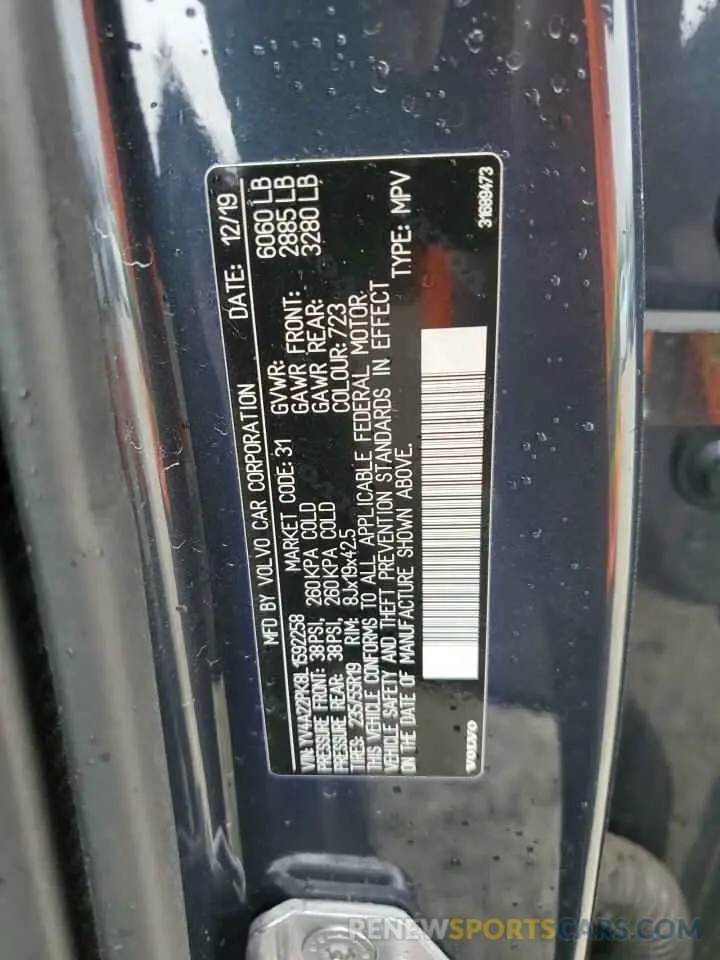 MFD BY VOLVO CAR CORPORATION DATE: 12/19
VIN: YV4A22PK8L1592258 MARKET CODE: 31 GVWR: 6060 LB
PRESSURE FRONT: 38PSI, 260KPA COLD GAWR FRONT: 2885 LB
PRESSURE REAR: 38PSI, 260KPA COLD GAWR REAR: 3280 LB
TIRES: 235/55R19 RIM: 8Jx19x42.5 COLOUR: 723
THIS VEHICLE CONFORMS TO ALL APPLICABLE FEDERAL MOTOR
VEHICLE SAFETY AND THEFT PREVENTION STANDARDS IN EFFECT
ON THE DATE OF MANUFACTURE SHOWN ABOVE. TYPE: MPV
VOLVO 31689473
RENEWSPORTSCARS.COM